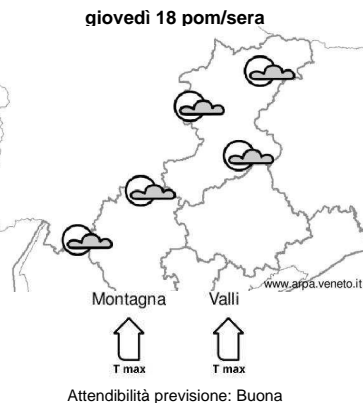 giovedì 18 pom/sera
www.arpa.veneto.it
Montagna Valli
T max T max
Attendibilità previsione: Buona